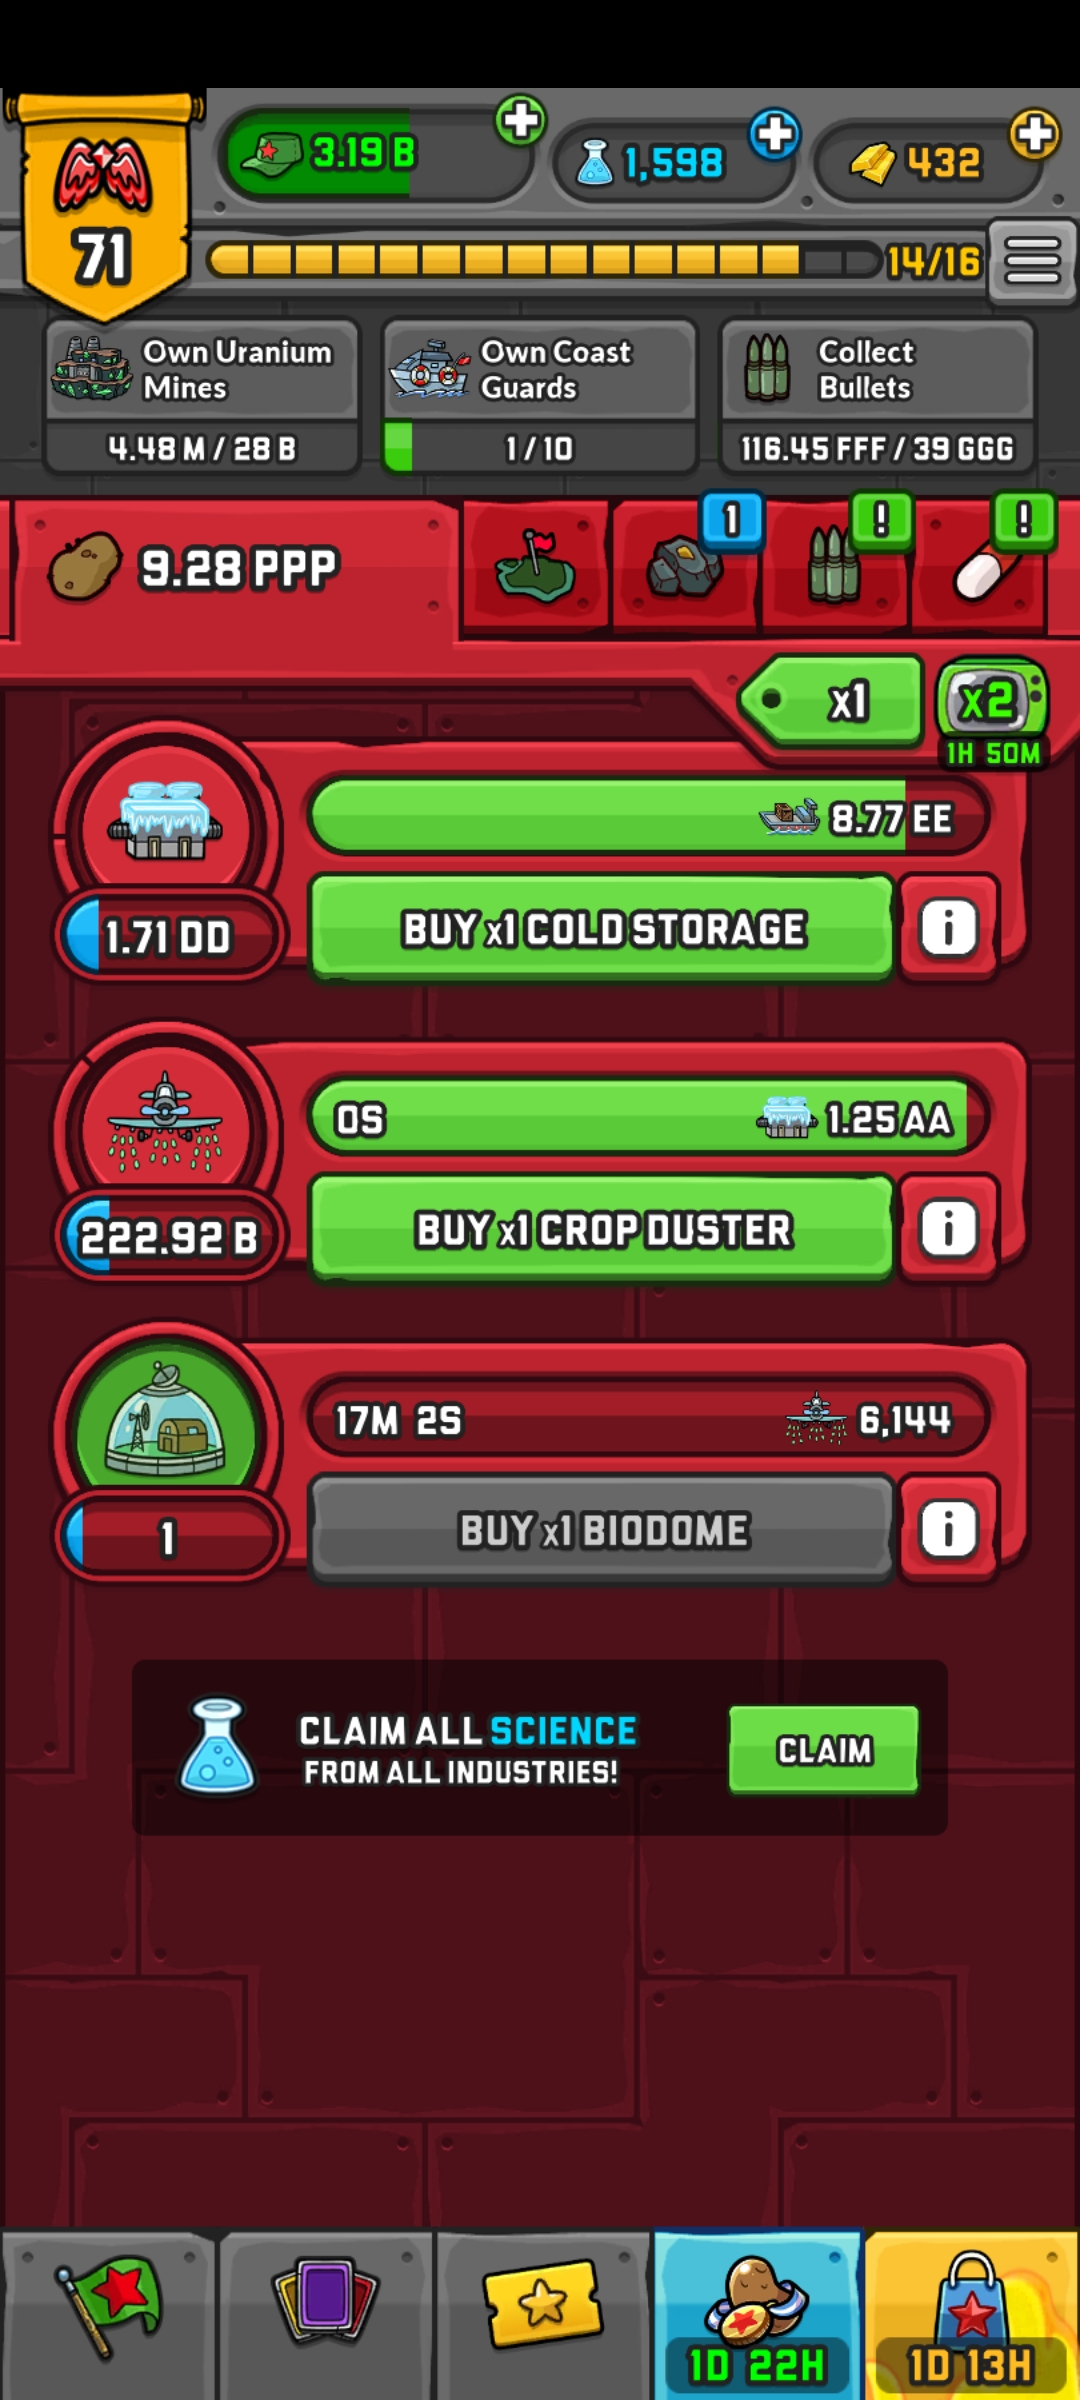 3.19 B
1,598
432
71
14/16
Own Uranium
Mines
4.48 M / 28 B
Own Coast
Guards
1 / 10
Collect
Bullets
116.45 FFF / 39 GGG
9.28 PPP
1
!
!
x1
x2
1H 50M
8.77 EE
1.71 DD
BUY x1 COLD STORAGE
i
0S
1.25 AA
222.92 B
BUY x1 CROP DUSTER
i
17M 2S
6,144
1
BUY x1 BIODOME
i
CLAIM ALL SCIENCE
FROM ALL INDUSTRIES!
CLAIM
1D 22H
1D 13H